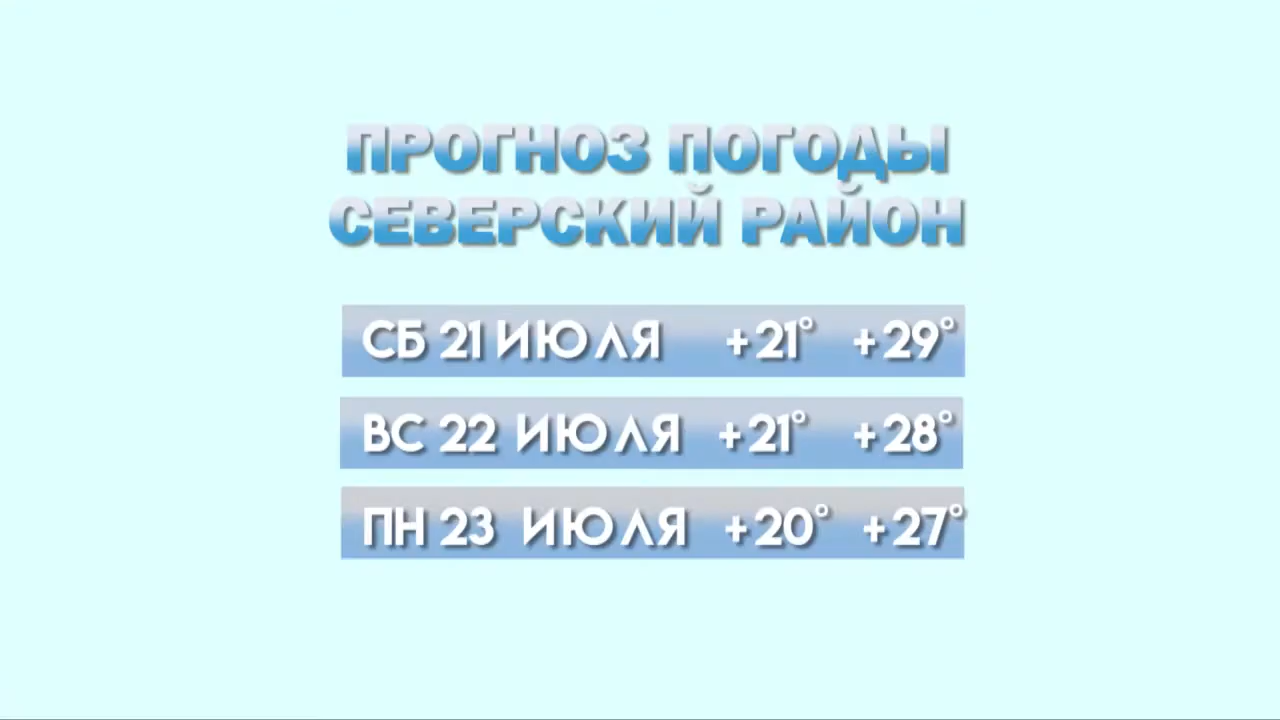 ПРОГНОЗ ПОГОДЫ
СЕВЕРСКИЙ РАЙОН
СБ 21 ИЮЛЯ +21° +29°
ВС 22 ИЮЛЯ +21° +28°
ПН 23 ИЮЛЯ +20° +27°